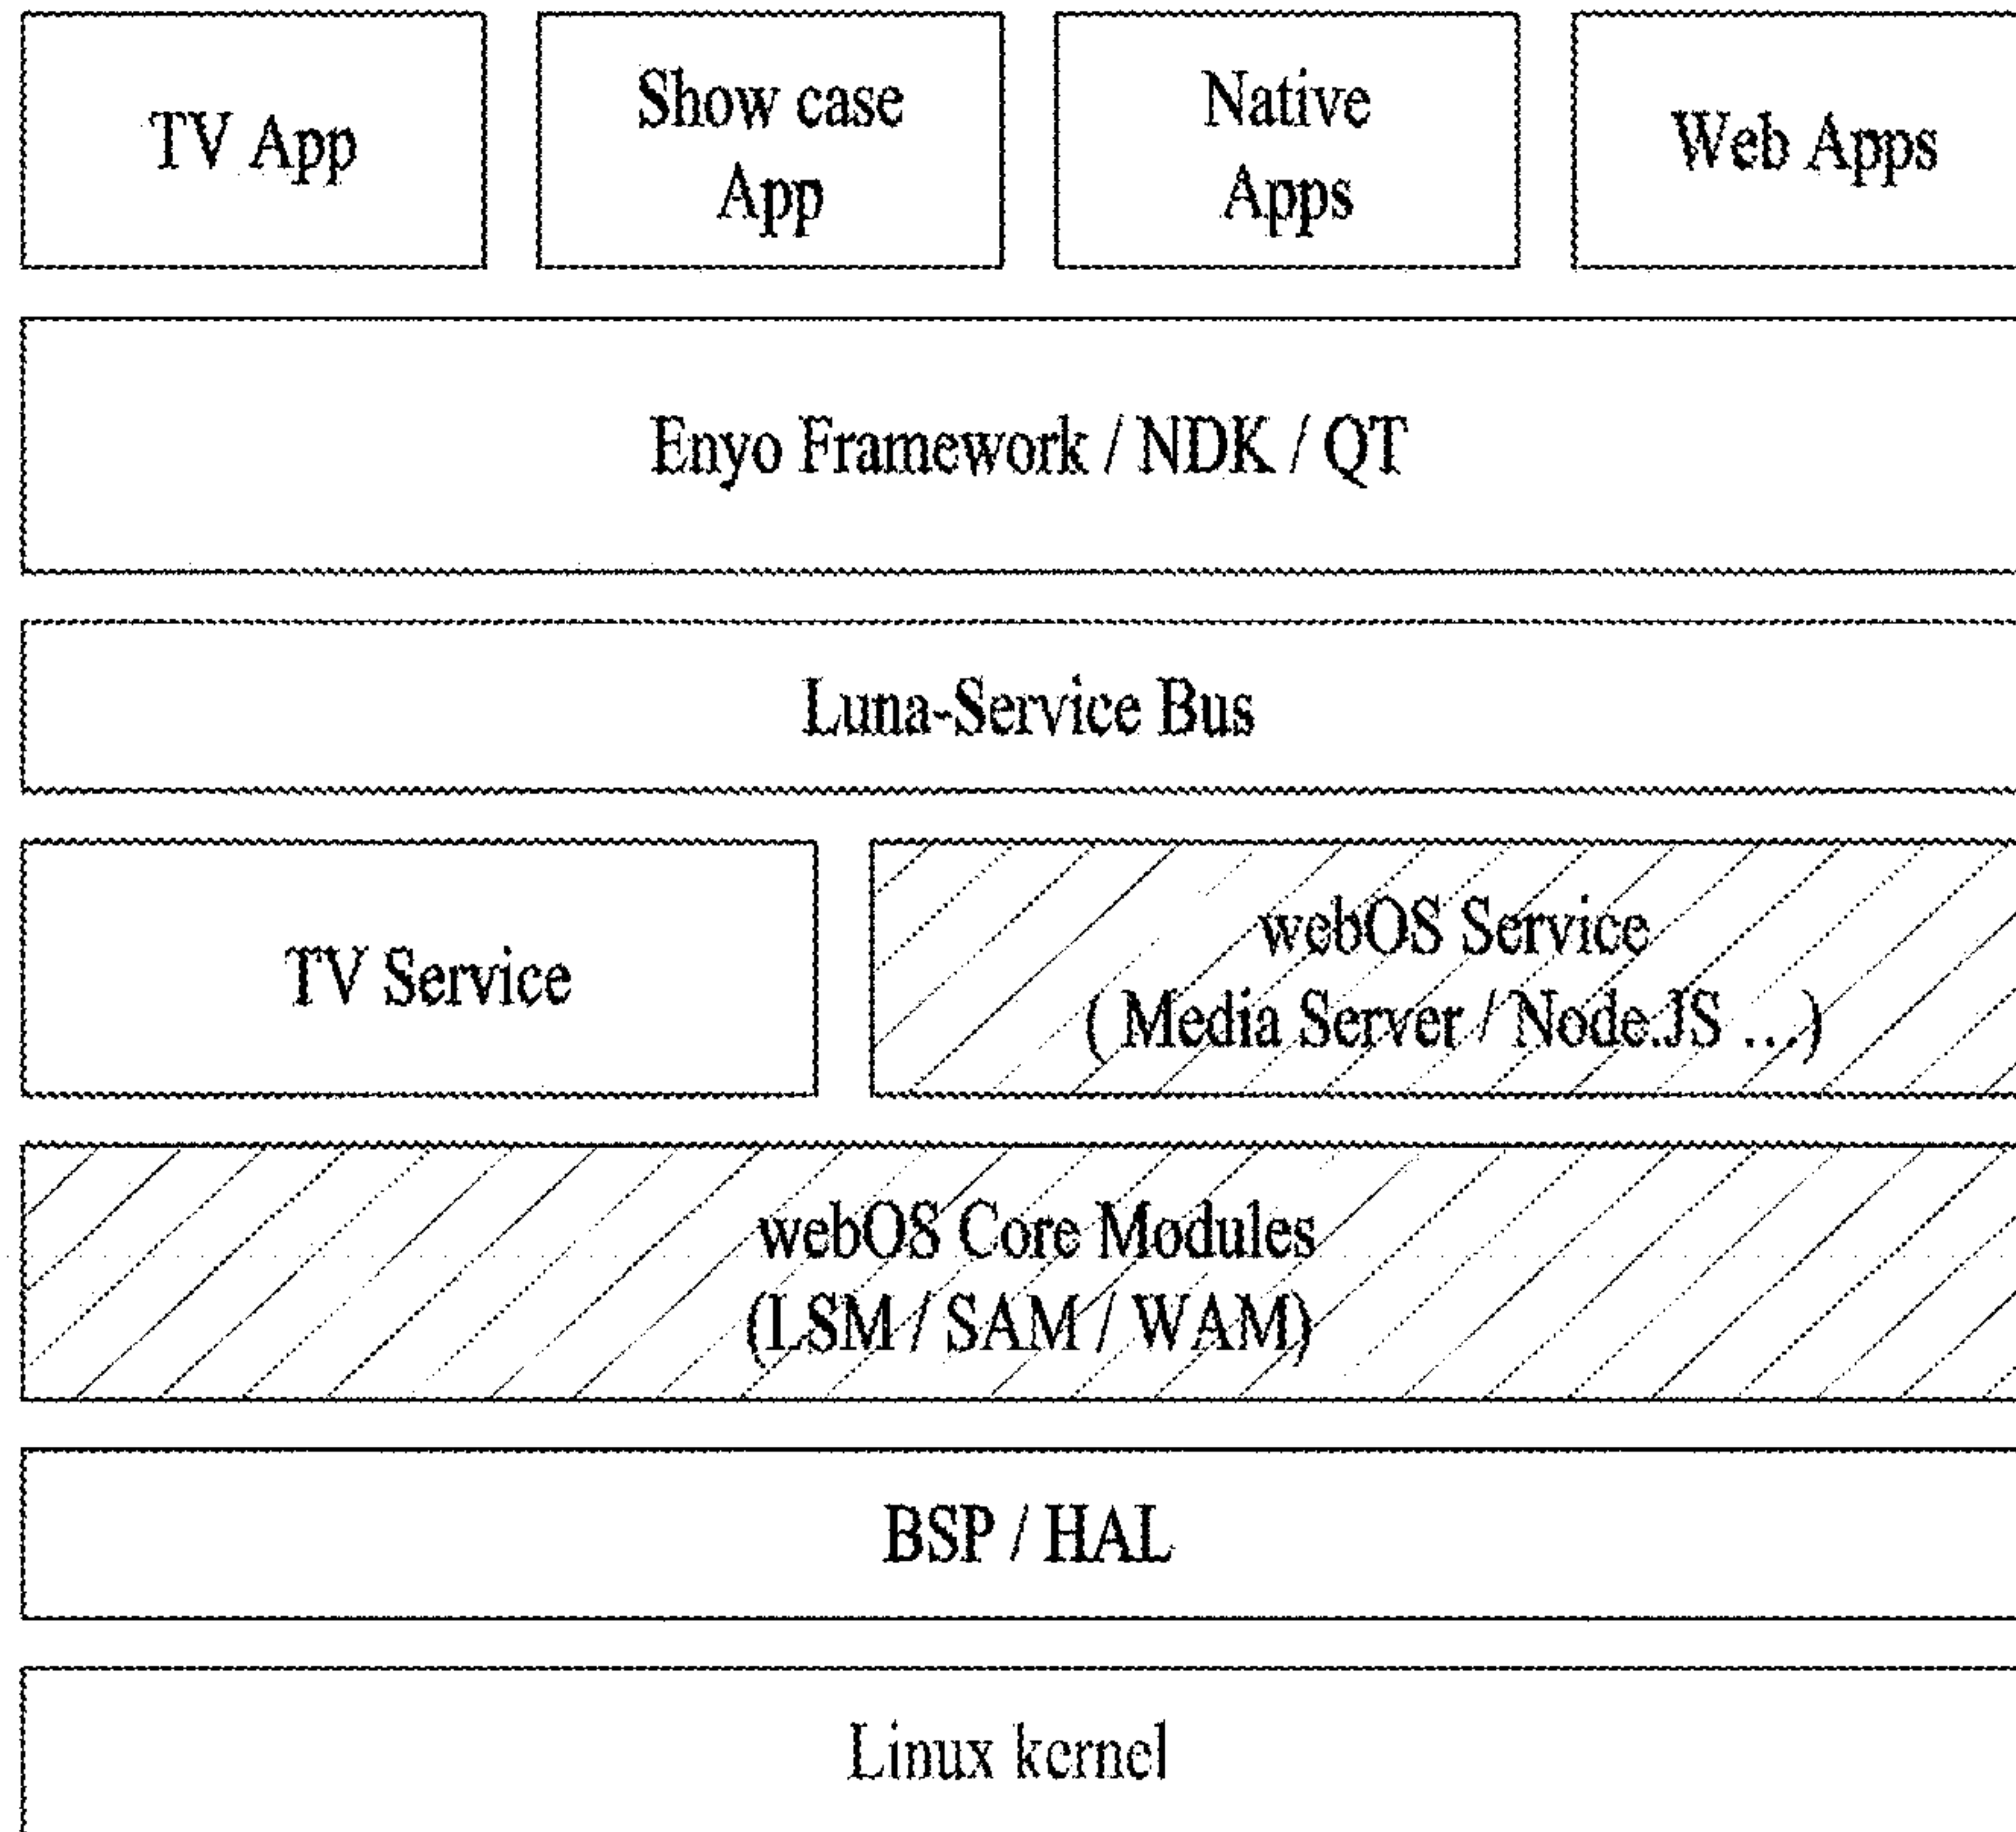 TV App
Show case
App
Native
Apps
Web Apps
Enyo Framework / NDK / QT
Luna-Service Bus
TV Service
webOS Service
( Media Server / Node.JS ...)
webOS Core Modules
(LSM / SAM / WAM)
BSP / HAL
Linux kernel